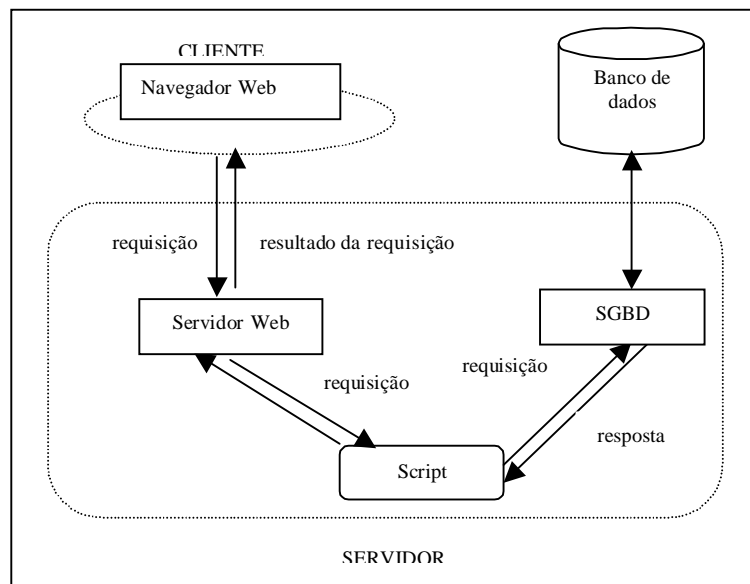 CLIENTE
Navegador Web
Banco de
dados
requisição
resultado da requisição
Servidor Web
SGBD
requisição
requisição
resposta
Script
SERVIDOR